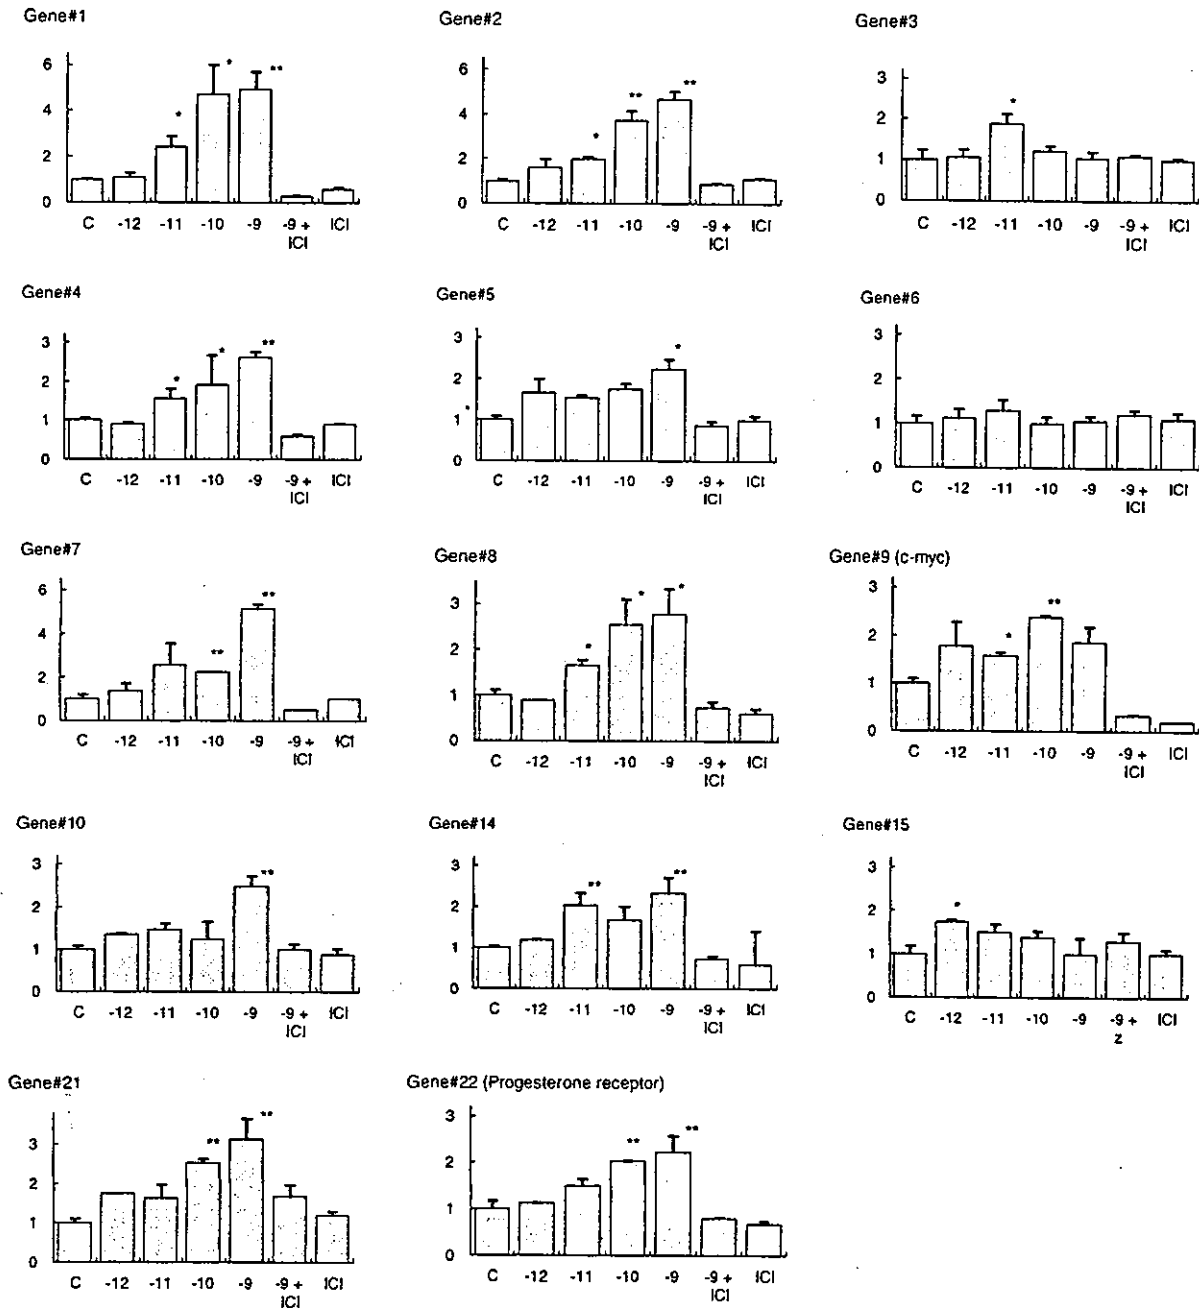 Gene#1
6
4
2
0
*
*
**
C -12 -11 -10 -9 -9 + ICI
ICI
Gene#2
6
4
2
0
*
**
**
C -12 -11 -10 -9 -9 + ICI
ICI
Gene#3
3
2
1
0
*
C -12 -11 -10 -9 -9 + ICI
ICI
Gene#4
3
2
1
0
*
*
**
C -12 -11 -10 -9 -9 + ICI
ICI
Gene#5
3
2
1
0
*
C -12 -11 -10 -9 -9 + ICI
ICI
Gene#6
3
2
1
0
C -12 -11 -10 -9 -9 + ICI
ICI
Gene#7
6
4
2
0
**
**
C -12 -11 -10 -9 -9 + ICI
ICI
Gene#8
3
2
1
0
*
*
*
C -12 -11 -10 -9 -9 + ICI
ICI
Gene#9 (c-myc)
3
2
1
0
*
**
C -12 -11 -10 -9 -9 + ICI
ICI
Gene#10
3
2
1
0
**
C -12 -11 -10 -9 -9 + ICI
ICI
Gene#14
3
2
1
0
**
**
C -12 -11 -10 -9 -9 + ICI
ICI
Gene#15
3
2
1
0
*
C -12 -11 -10 -9 -9 + ICI
z
Gene#21
3
2
1
0
**
**
C -12 -11 -10 -9 -9 + ICI
ICI
Gene#22 (Progesterone receptor)
3
2
1
0
**
**
C -12 -11 -10 -9 -9 + ICI
ICI